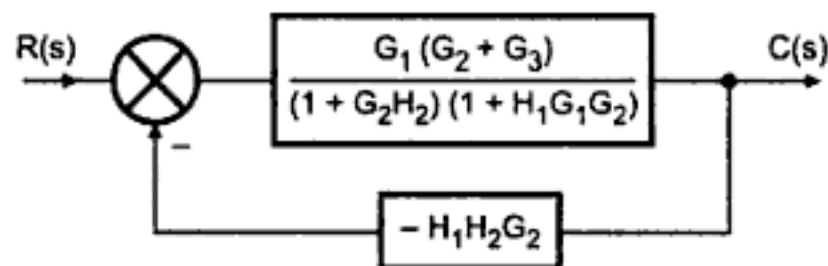 R(s)
G₁ (G₂ + G₃)
(1 + G₂H₂) (1 + H₁G₁G₂)
C(s)
–
– H₁H₂G₂